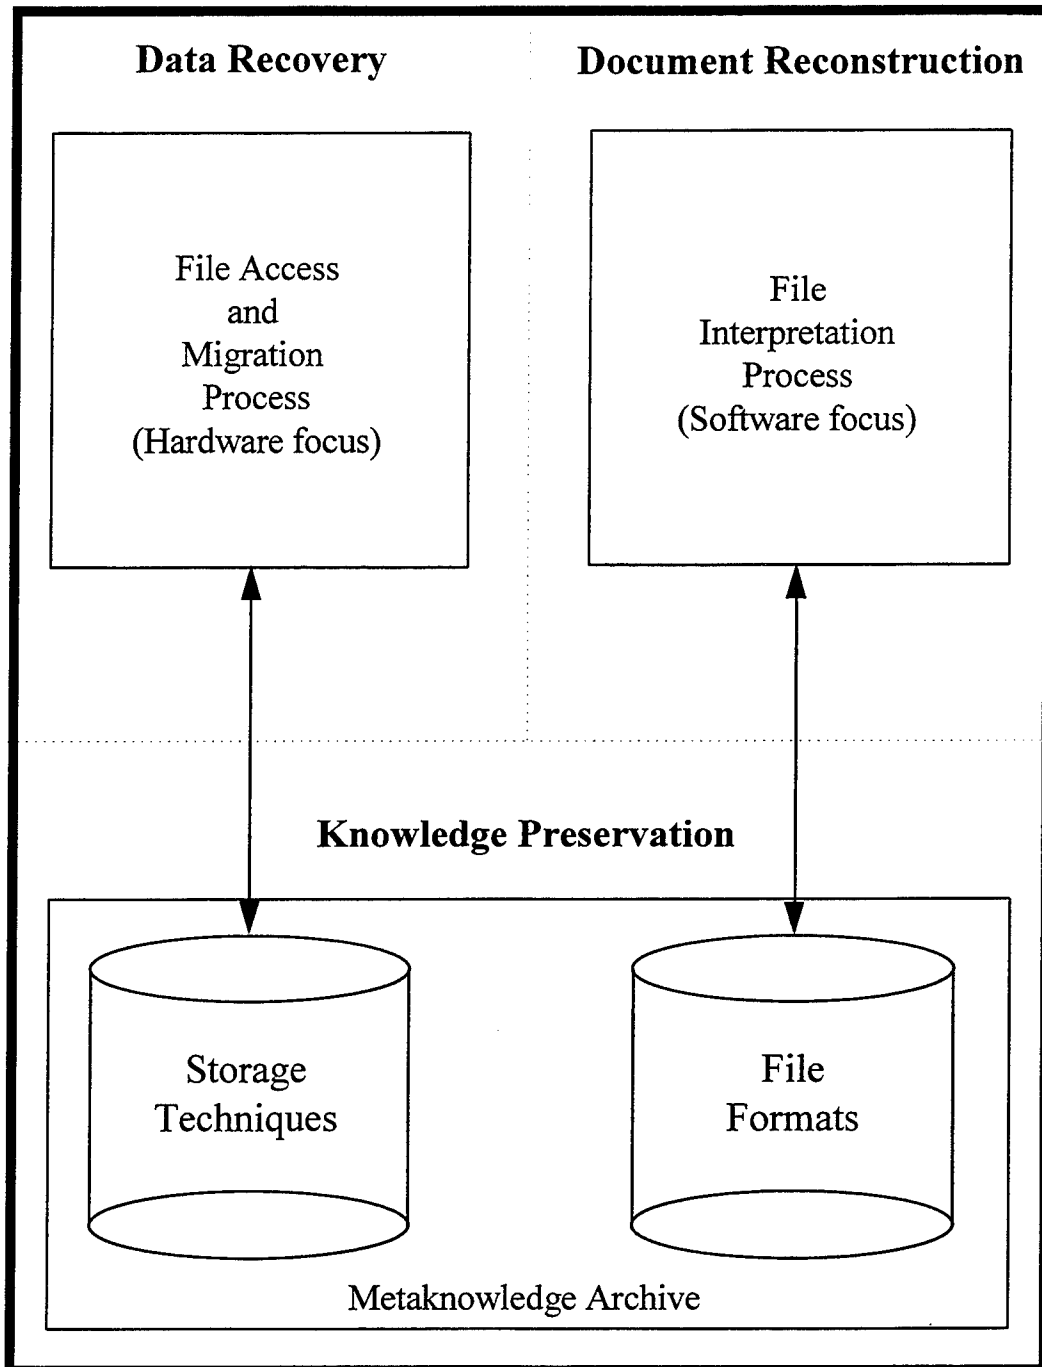 Data Recovery
Document Reconstruction
File Access
and
Migration
Process
(Hardware focus)
File
Interpretation
Process
(Software focus)
Knowledge Preservation
Storage
Techniques
File
Formats
Metaknowledge Archive